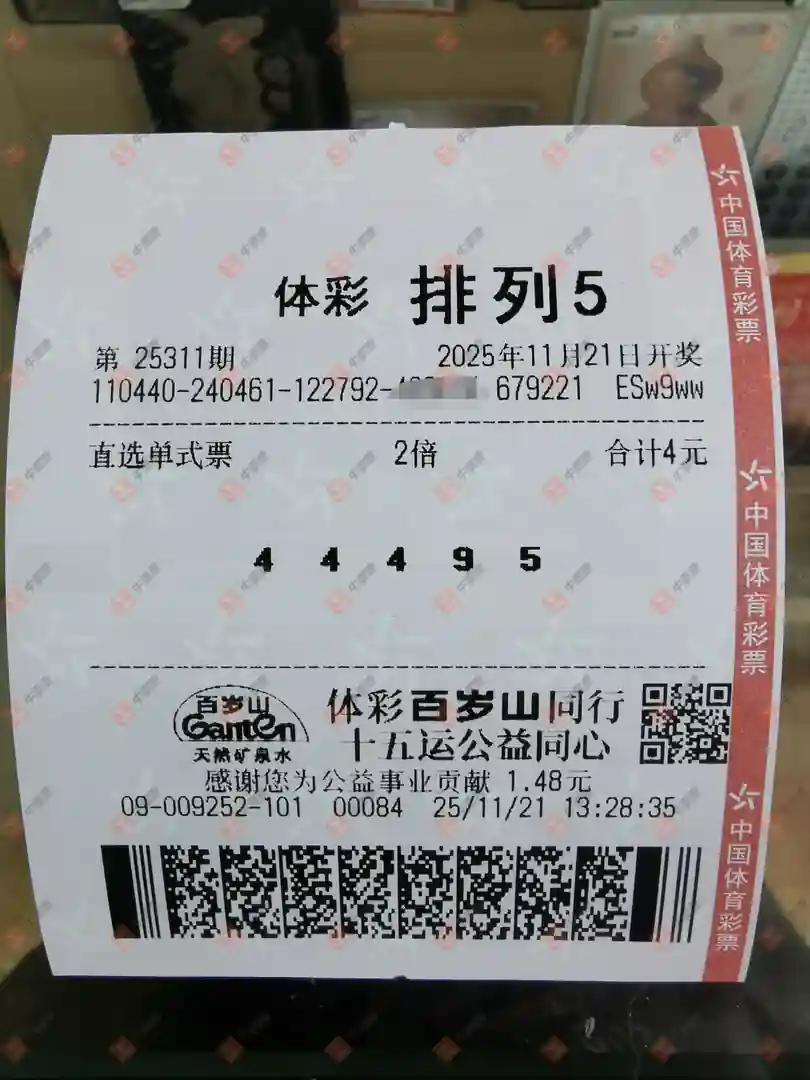 体彩 排列5
第 25311期 2025年11月21日开奖
110440-240461-122792- 679221 ESw9ww
直选单式票 2倍 合计4元
4 4 4 9 5
百岁山
Ganten
天然矿泉水
体彩百岁山同行
十五运公益同心
感谢您为公益事业贡献 1.48元
09-009252-101 00084 25/11/21 13:28:35
中国体育彩票
中国体育彩票
中国体育彩票